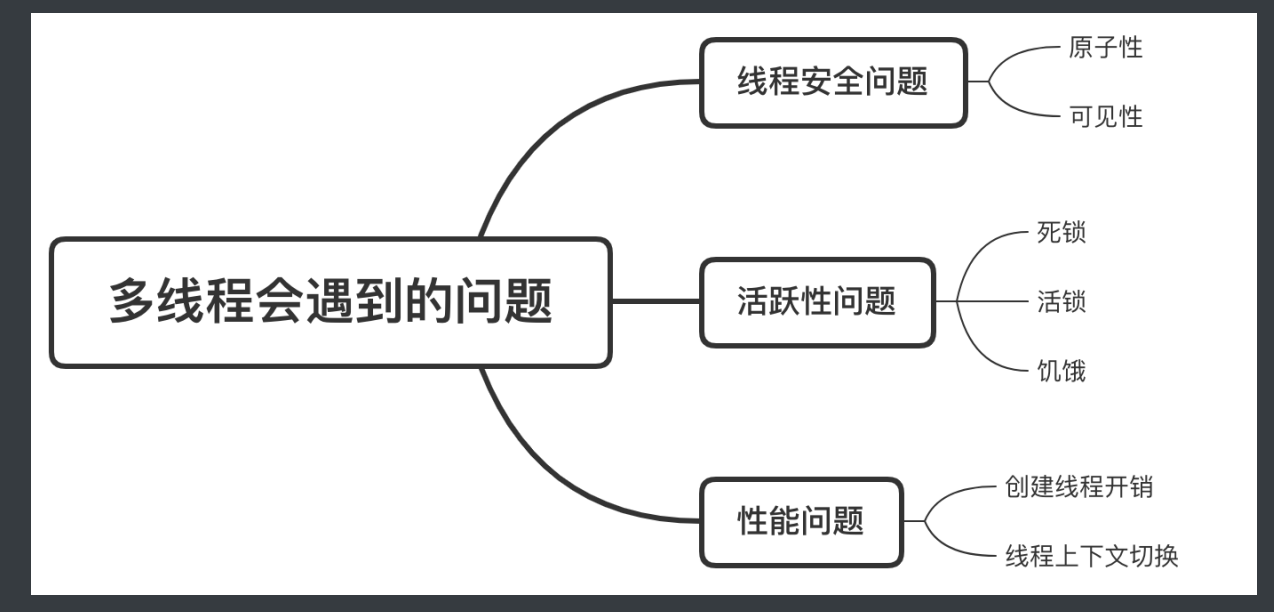 多线程会遇到的问题
线程安全问题
原子性
可见性
活跃性问题
死锁
活锁
饥饿
性能问题
创建线程开销
线程上下文切换